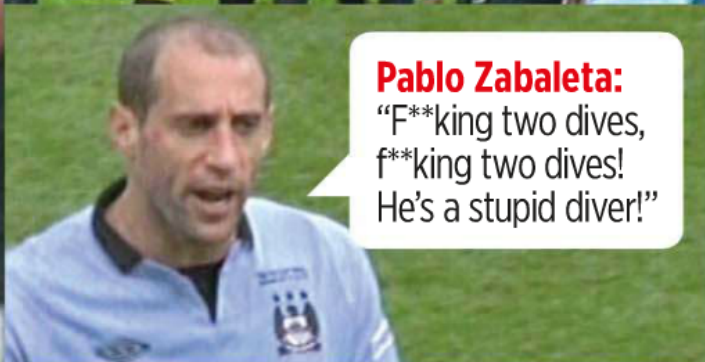 Pablo Zabaleta:
“F**king two dives,
f**king two dives!
He’s a stupid diver!”